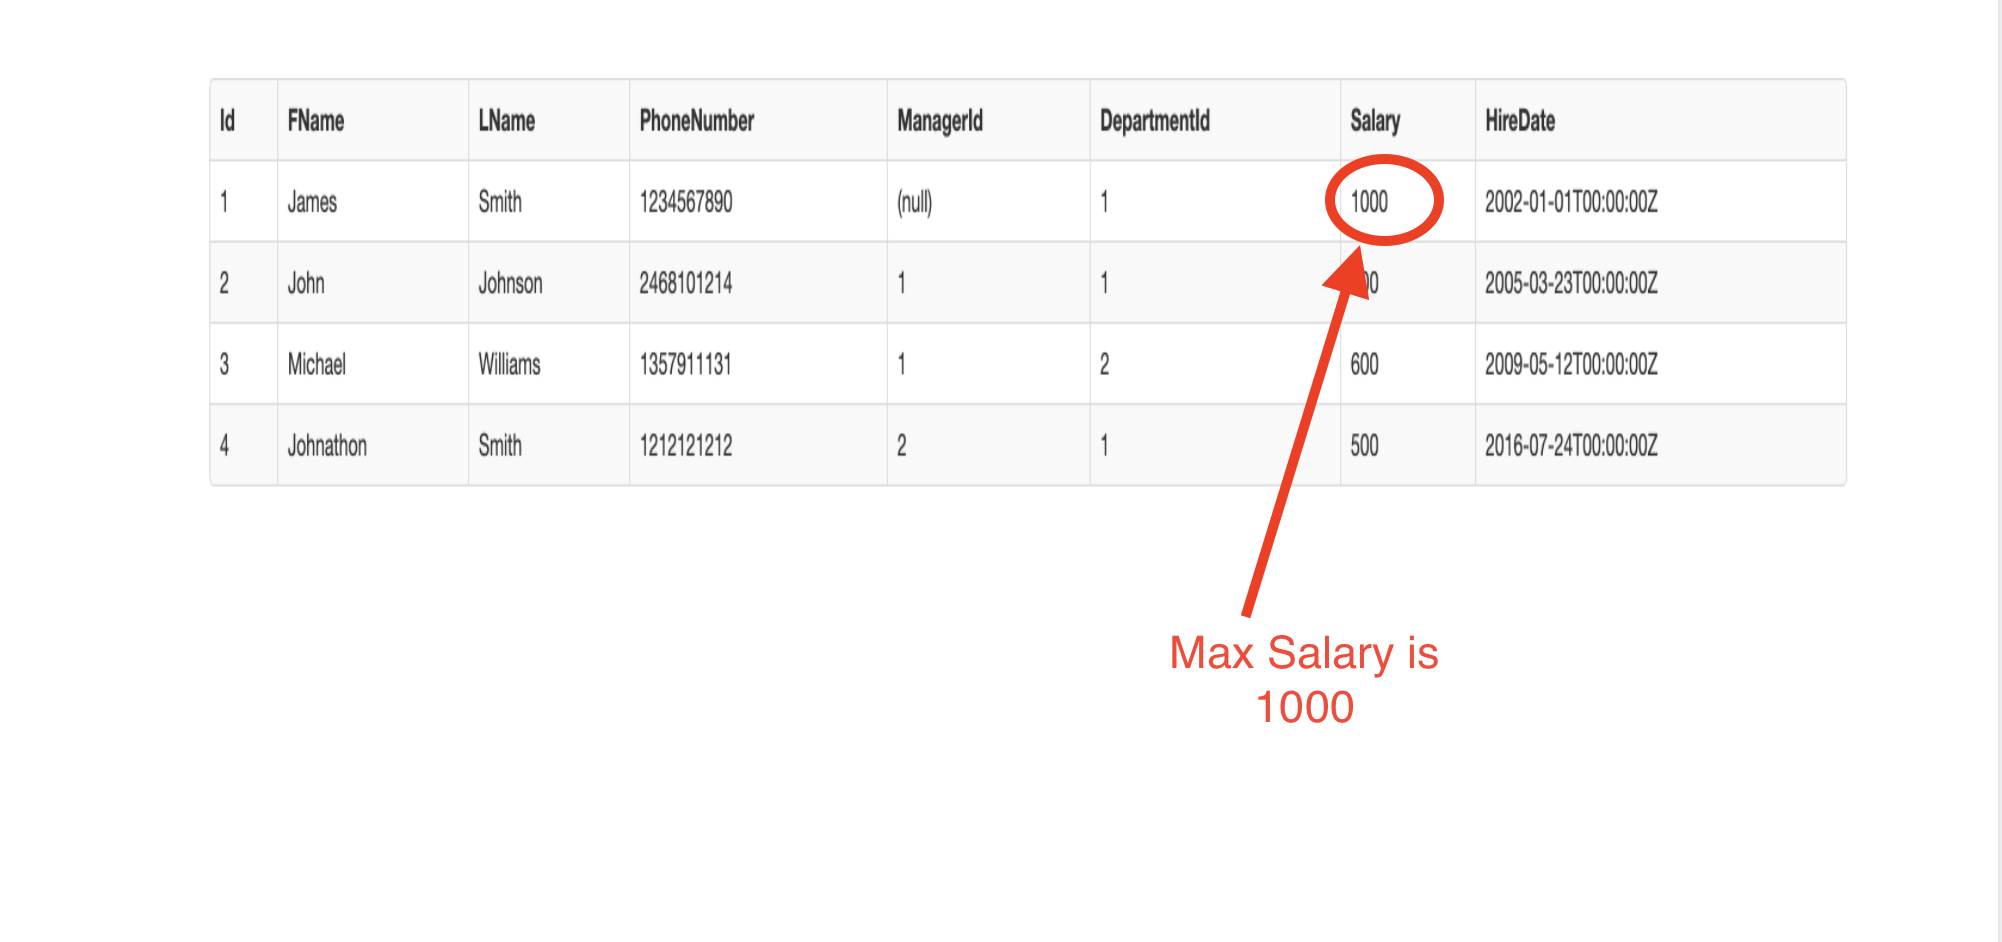 Id FName LName PhoneNumber ManagerId DepartmentId Salary HireDate
1 James Smith 1234567890 (null) 1 1000 2002-01-01T00:00:00Z
2 John Johnson 2468101214 1 1 2005-03-23T00:00:00Z
3 Michael Williams 1357911131 1 2 600 2009-05-12T00:00:00Z
4 Johnathon Smith 1212121212 2 1 500 2016-07-24T00:00:00Z
Max Salary is
1000